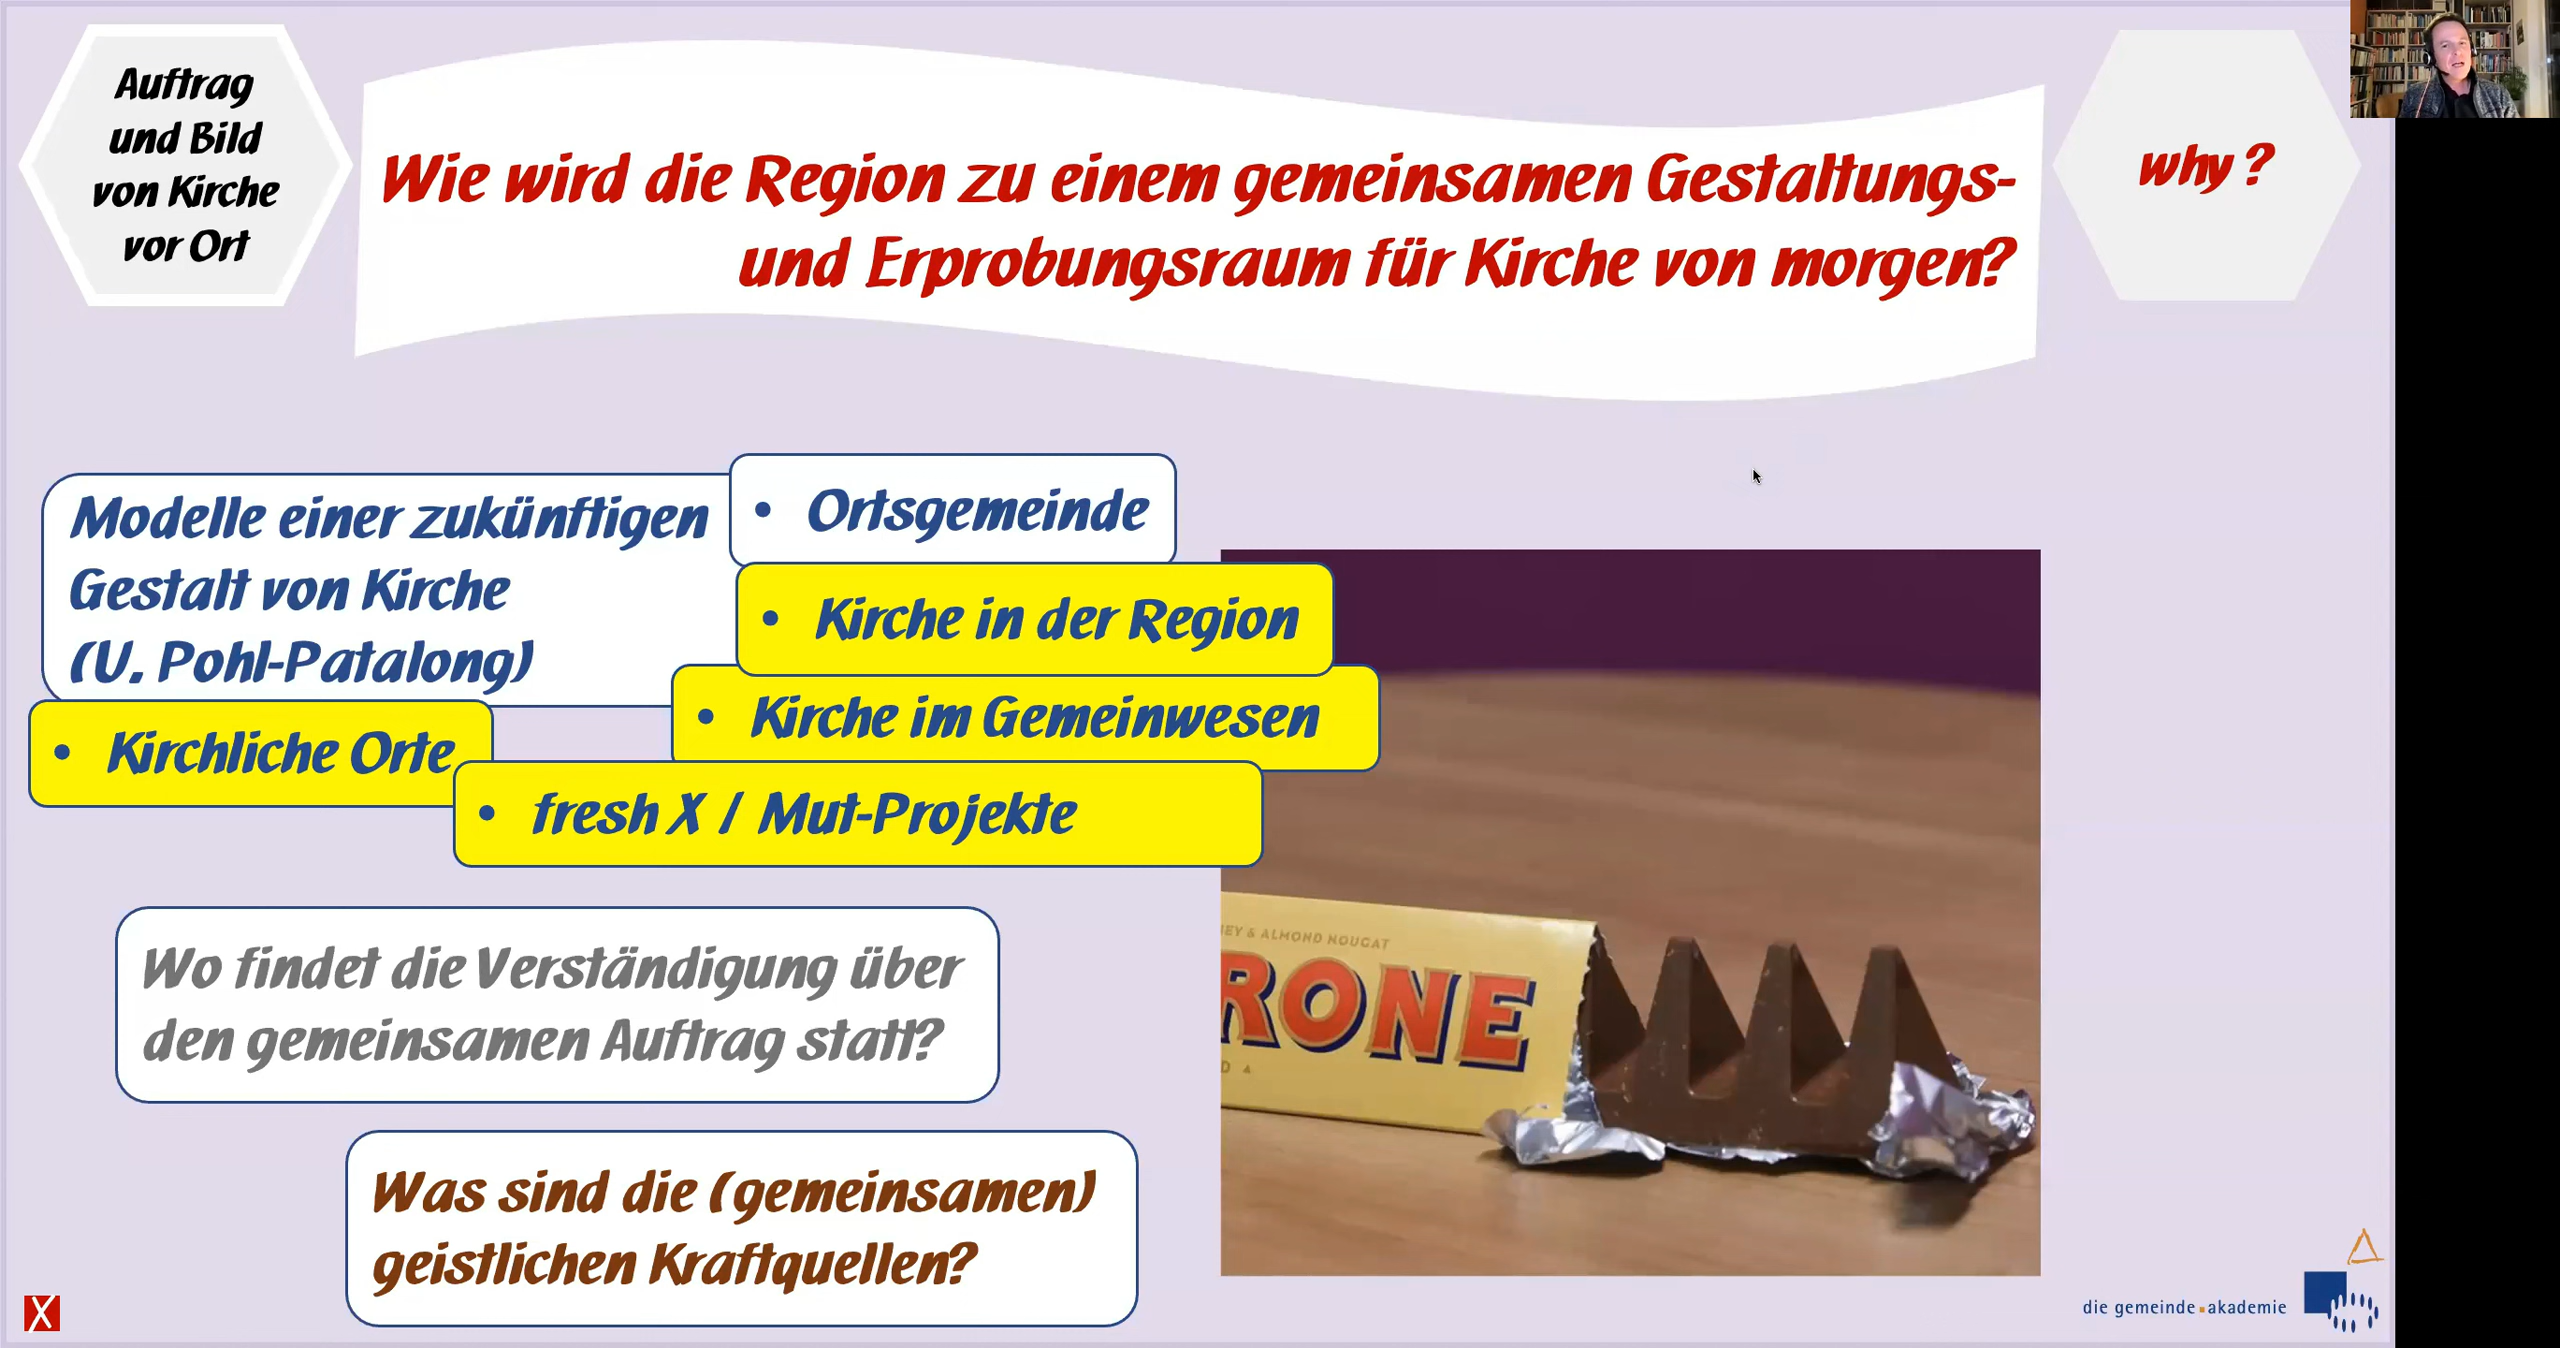 Auftrag
und Bild
von Kirche
vor Ort
Wie wird die Region zu einem gemeinsamen Gestaltungs-
und Erprobungsraum für Kirche von morgen?
why?
Modelle einer zukünftigen
Gestalt von Kirche
(U. Pohl-Patalong)
• Ortsgemeinde
• Kirche in der Region
• Kirche im Gemeinwesen
• Kirchliche Orte
• fresh X / Mut-Projekte
Wo findet die Verständigung über
den gemeinsamen Auftrag statt?
Was sind die (gemeinsamen)
geistlichen Kraftquellen?
EY & ALMOND NOUGAT
RONE
D
X
die gemeinde akademie